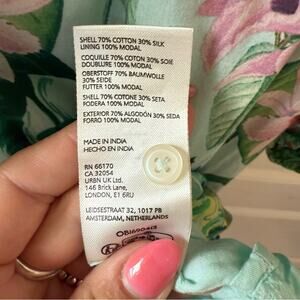 SHELL 70% COTTON 30% SILK
LINING 100% MODAL
COQUILLE 70% COTON 30% SOIE
DOUBLURE 100% MODAL
OBERSTOFF 70% BAUMWOLLE
30% SEIDE
FUTTER 100% MODAL
SHELL 70% COTONE 30% SETA
FODERA 100% MODAL
EXTERIOR 70% ALGODÓN 30% SEDA
FORRO 100% MODAL
MADE IN INDIA
HECHO EN INDIA
RN 66170
CA 32054
URBN UK Ltd.
146 Brick Lane,
LONDON, E1 6RU
LEIDSESTRAAT 32, 1017 PB
AMSTERDAM, NETHERLANDS